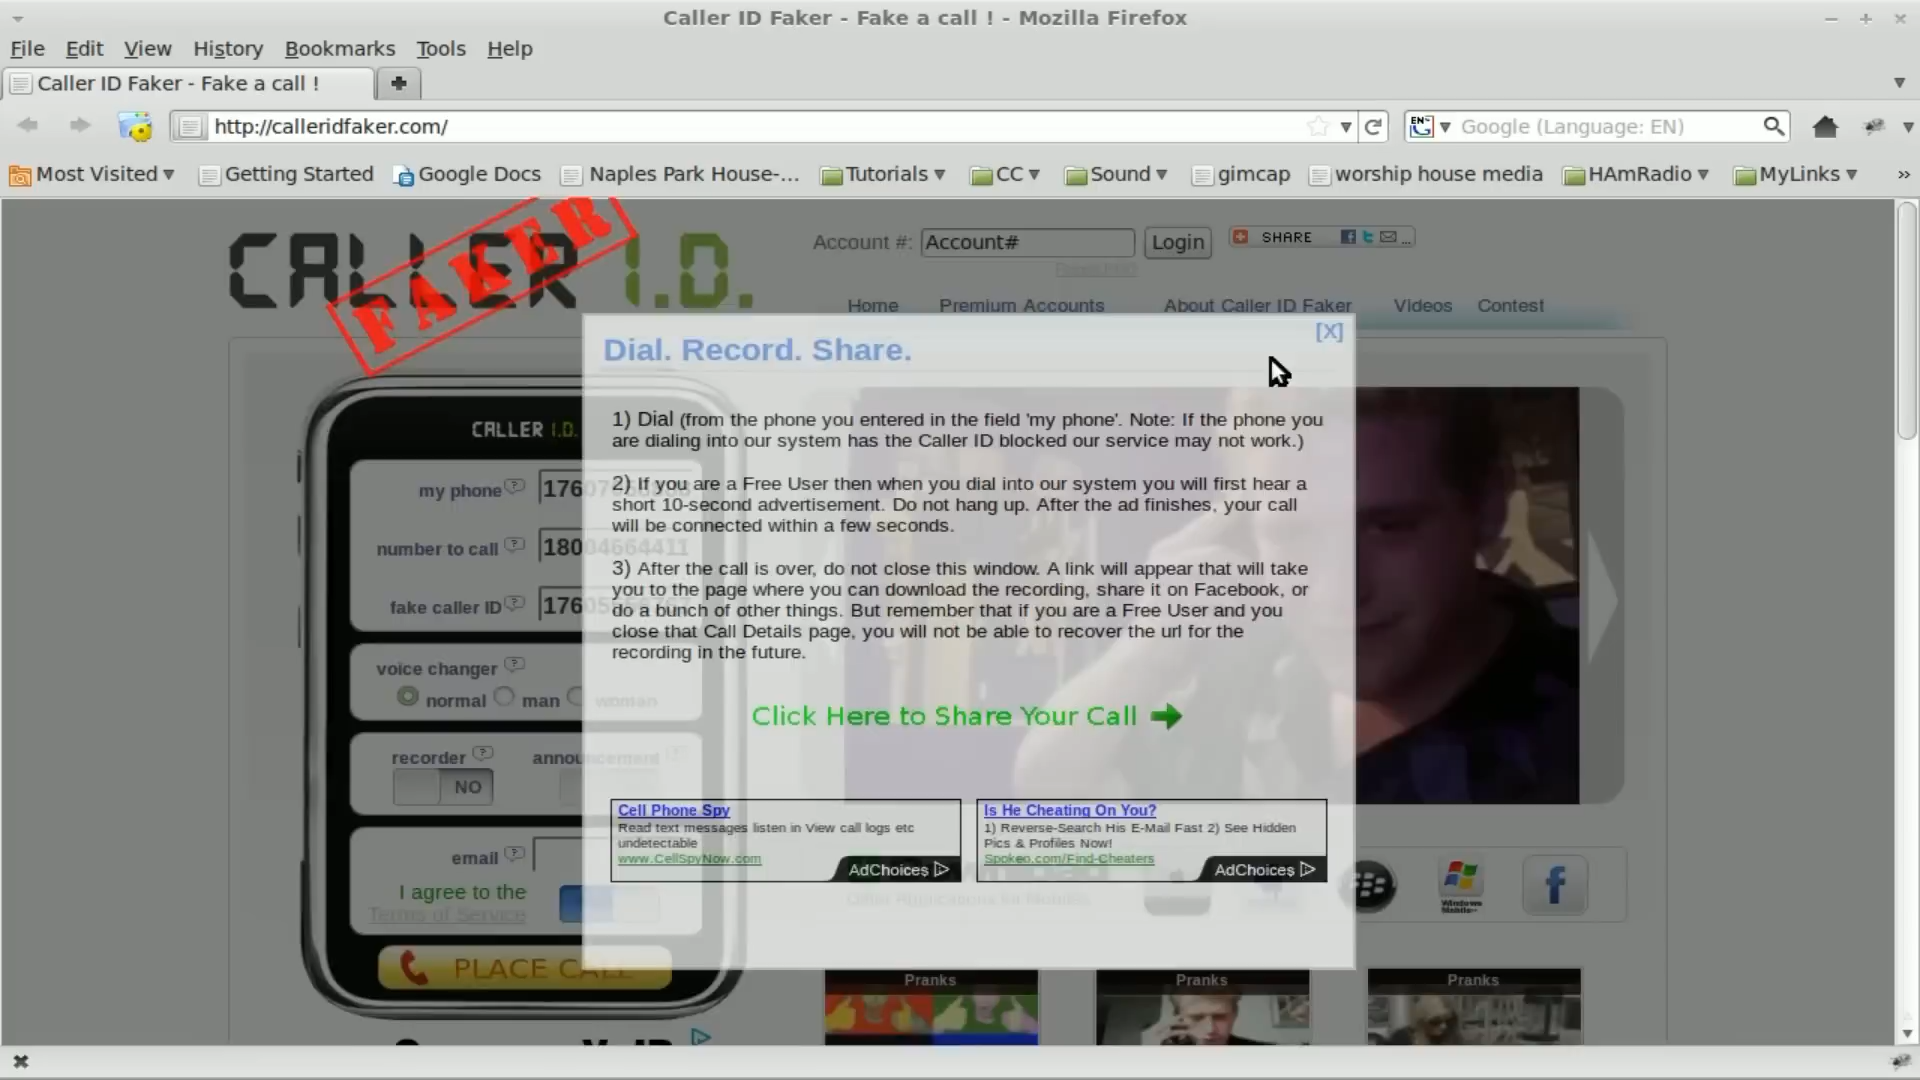 Caller ID Faker - Fake a call ! - Mozilla Firefox
File Edit View History Bookmarks Tools Help
Caller ID Faker - Fake a call !
http://calleridfaker.com/
Google (Language: EN)
Most Visited Getting Started Google Docs Naples Park House-... Tutorials CC Sound gimcap worship house media HAmRadio MyLinks »
CALLER I.D.
FAKER
Account #: Account# Login SHARE
Home Premium Accounts About Caller ID Faker Videos Contest
[X]
Dial. Record. Share.
1) Dial (from the phone you entered in the field 'my phone'. Note: If the phone you
are dialing into our system has the Caller ID blocked our service may not work.)
2) If you are a Free User then when you dial into our system you will first hear a
short 10-second advertisement. Do not hang up. After the ad finishes, your call
will be connected within a few seconds.
3) After the call is over, do not close this window. A link will appear that will take
you to the page where you can download the recording, share it on Facebook, or
do a bunch of other things. But remember that if you are a Free User and you
close that Call Details page, you will not be able to recover the url for the
recording in the future.
Click Here to Share Your Call
Cell Phone Spy
Read text messages listen in View call logs etc
undetectable
www.CellSpyNow.com
AdChoices
Is He Cheating On You?
1) Reverse-Search His E-Mail Fast 2) See Hidden
Pics & Profiles Now!
Spokeo.com/Find-Cheaters
AdChoices
CALLER I.D.
my phone
number to call 18004664411
fake caller ID
voice changer
normal man woman
recorder announcement
NO
email
I agree to the
Terms of Service
PLACE CALL
Windows
Mobile
Pranks Pranks Pranks